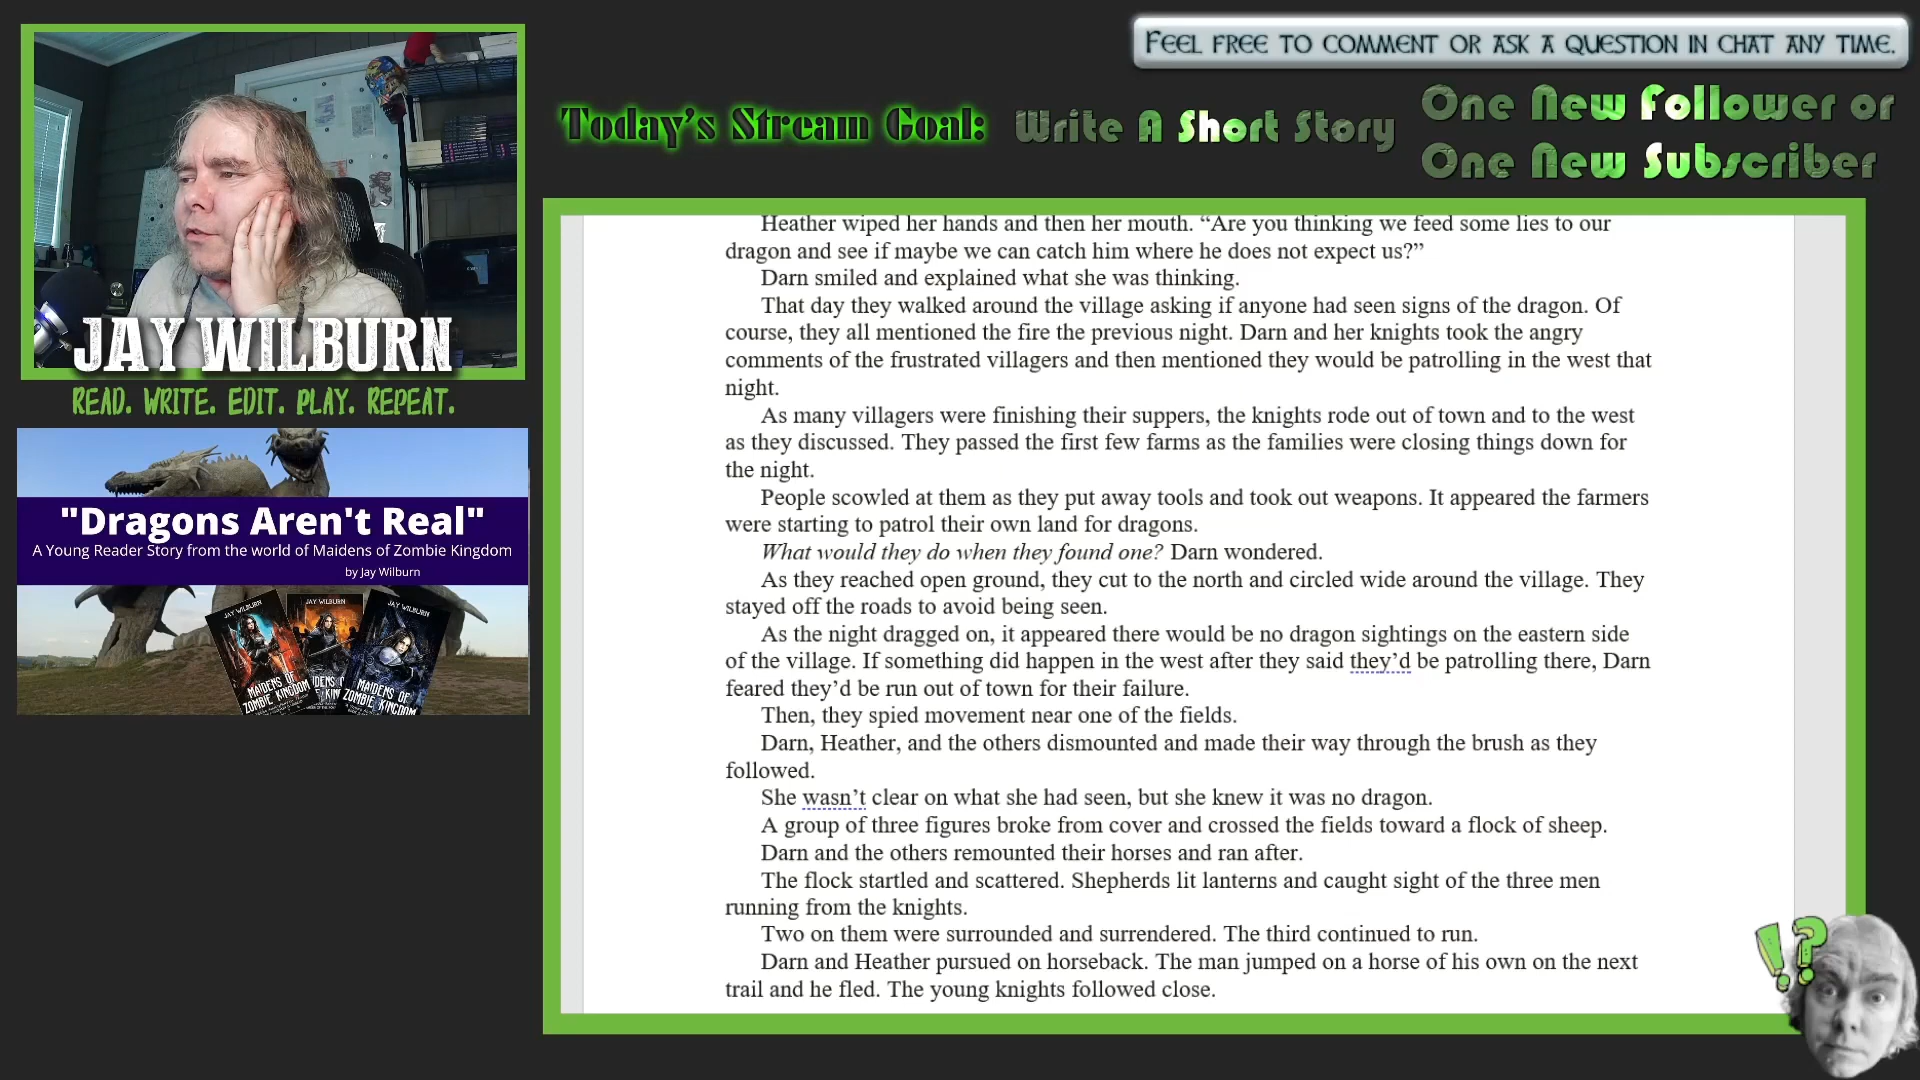 FEEL FREE TO COMMENT OR ASK A QUESTION IN CHAT ANY TIME.
Today's Stream Goal:
Write A Short Story
One New Follower or
One New Subscriber
JAY WILBURN
READ. WRITE. EDIT. PLAY. REPEAT.
"Dragons Aren't Real"
A Young Reader Story from the world of Maidens of Zombie Kingdom
by Jay Wilburn
JAY WILBURN
JAY WILBURN
JAY WILBURN
MAIDENS OF
ZOMBIE KINGDOM
MAIDENS OF
ZOMBIE KINGDOM
Heather wiped her hands and then her mouth. “Are you thinking we feed some lies to our
dragon and see if maybe we can catch him where he does not expect us?”
Darn smiled and explained what she was thinking.
That day they walked around the village asking if anyone had seen signs of the dragon. Of
course, they all mentioned the fire the previous night. Darn and her knights took the angry
comments of the frustrated villagers and then mentioned they would be patrolling in the west that
night.
As many villagers were finishing their suppers, the knights rode out of town and to the west
as they discussed. They passed the first few farms as the families were closing things down for
the night.
People scowled at them as they put away tools and took out weapons. It appeared the farmers
were starting to patrol their own land for dragons.
What would they do when they found one? Darn wondered.
As they reached open ground, they cut to the north and circled wide around the village. They
stayed off the roads to avoid being seen.
As the night dragged on, it appeared there would be no dragon sightings on the eastern side
of the village. If something did happen in the west after they said they’d be patrolling there, Darn
feared they’d be run out of town for their failure.
Then, they spied movement near one of the fields.
Darn, Heather, and the others dismounted and made their way through the brush as they
followed.
She wasn’t clear on what she had seen, but she knew it was no dragon.
A group of three figures broke from cover and crossed the fields toward a flock of sheep.
Darn and the others remounted their horses and ran after.
The flock startled and scattered. Shepherds lit lanterns and caught sight of the three men
running from the knights.
Two on them were surrounded and surrendered. The third continued to run.
Darn and Heather pursued on horseback. The man jumped on a horse of his own on the next
trail and he fled. The young knights followed close.
!?